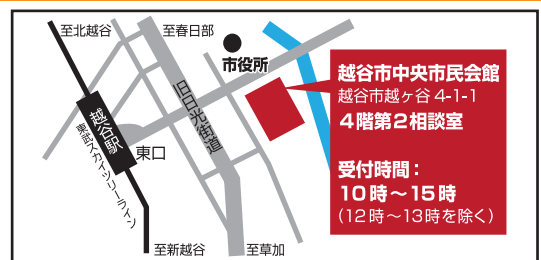 至北越谷
至春日部
市役所
越谷駅
東武スカイツリーライン
東口
旧日光街道
至新越谷
至草加
越谷市中央市民会館
越谷市越ヶ谷 4-1-1
4階第2相談室
受付時間：
10時～15時
(12時～13時を除く)